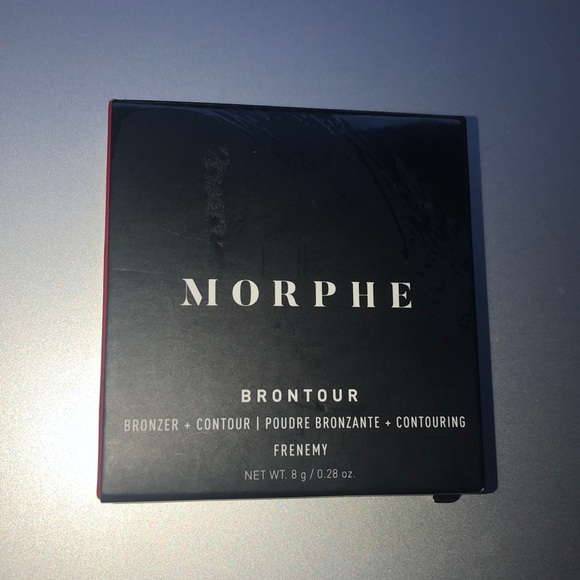 MORPHE
BRONTOUR
BRONZER + CONTOUR | POUDRE BRONZANTE + CONTOURING
FRENEMY
NET WT. 8 g / 0.28 oz.